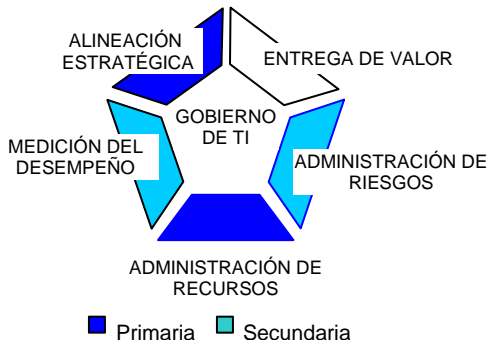 ALINEACIÓN
ESTRATÉGICA
ENTREGA DE VALOR
GOBIERNO
DE TI
MEDICIÓN DEL
DESEMPEÑO
ADMINISTRACIÓN DE
RIESGOS
ADMINISTRACIÓN DE
RECURSOS
Primaria
Secundaria